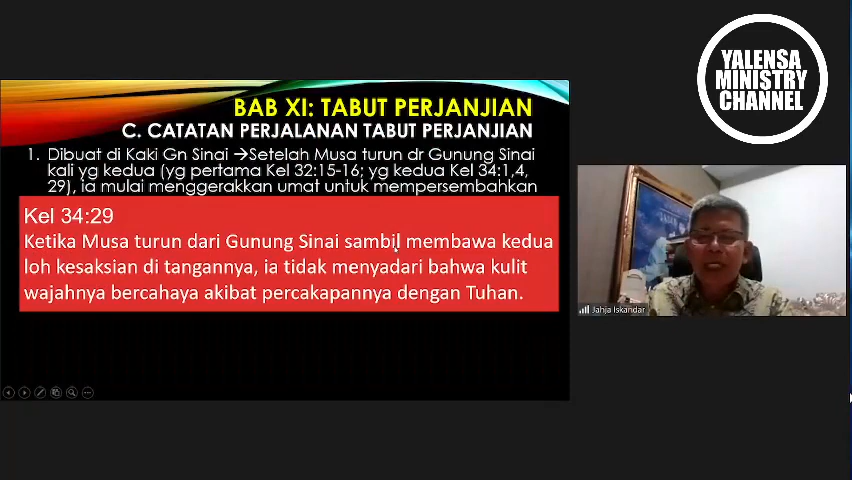 YALENSA
MINISTRY
CHANNEL
BAB XI: TABUT PERJANJIAN
C. CATATAN PERJALANAN TABUT PERJANJIAN
1. Dibuat di Kaki Gn Sinai →Setelah Musa turun dr Gunung Sinai
kali yg kedua (yg pertama Kel 32:15-16; yg kedua Kel 34:1,4,
29), ia mulai menggerakkan umat untuk mempersembahkan
Kel 34:29
Ketika Musa turun dari Gunung Sinai sambil membawa kedua
loh kesaksian di tangannya, ia tidak menyadari bahwa kulit
wajahnya bercahaya akibat percakapannya dengan Tuhan.
Jahja Iskandar